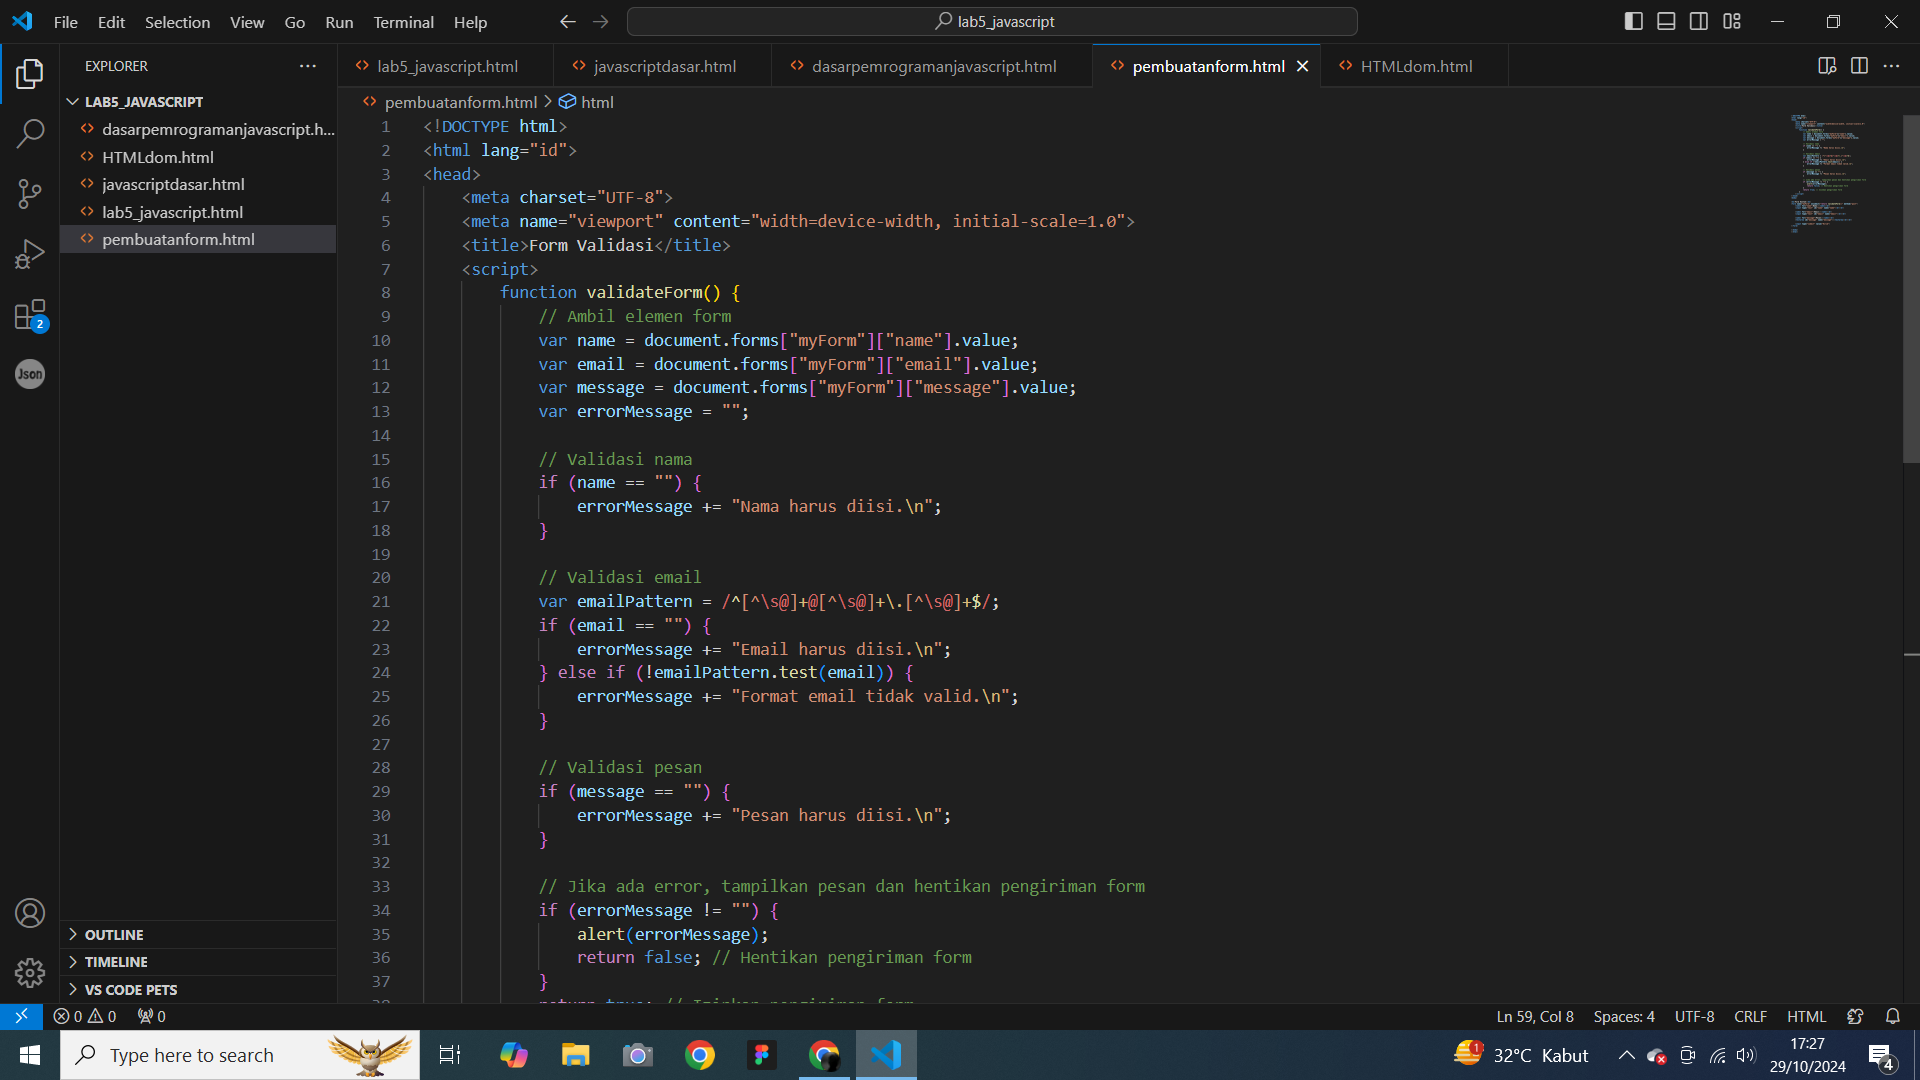 File Edit Selection View Go Run Terminal Help
lab5_javascript
EXPLORER
LAB5_JAVASCRIPT
dasarpemrogramanjavascript.h...
HTMLdom.html
javascriptdasar.html
lab5_javascript.html
pembuatanform.html
OUTLINE
TIMELINE
VS CODE PETS
2
Json
lab5_javascript.html javascriptdasar.html dasarpemrogramanjavascript.html pembuatanform.html HTMLdom.html
pembuatanform.html > html
1 <!DOCTYPE html>
2 <html lang="id">
3 <head>
4 <meta charset="UTF-8">
5 <meta name="viewport" content="width=device-width, initial-scale=1.0">
6 <title>Form Validasi</title>
7 <script>
8 function validateForm() {
9 // Ambil elemen form
10 var name = document.forms["myForm"]["name"].value;
11 var email = document.forms["myForm"]["email"].value;
12 var message = document.forms["myForm"]["message"].value;
13 var errorMessage = "";
14
15 // Validasi nama
16 if (name == "") {
17 errorMessage += "Nama harus diisi.\n";
18 }
19
20 // Validasi email
21 var emailPattern = /^[^\s@]+@[^\s@]+\.[^\s@]+$/;
22 if (email == "") {
23 errorMessage += "Email harus diisi.\n";
24 } else if (!emailPattern.test(email)) {
25 errorMessage += "Format email tidak valid.\n";
26 }
27
28 // Validasi pesan
29 if (message == "") {
30 errorMessage += "Pesan harus diisi.\n";
31 }
32
33 // Jika ada error, tampilkan pesan dan hentikan pengiriman form
34 if (errorMessage != "") {
35 alert(errorMessage);
36 return false; // Hentikan pengiriman form
37 }
38 return true; // Izinkan pengiriman form
0 0 0
Ln 59, Col 8 Spaces: 4 UTF-8 CRLF HTML
Type here to search
1 32°C Kabut
17:27
29/10/2024
4